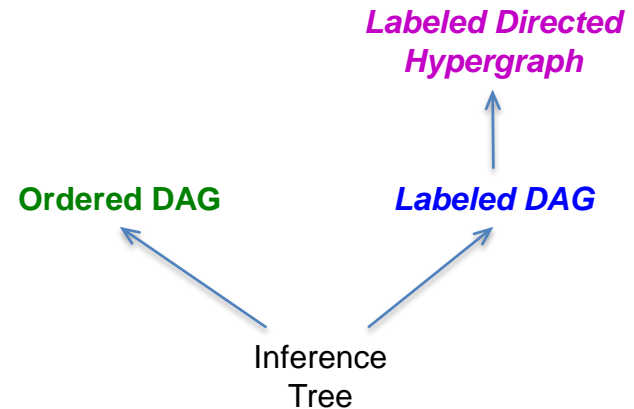 Labeled Directed
Hypergraph
Ordered DAG
Labeled DAG
Inference
Tree